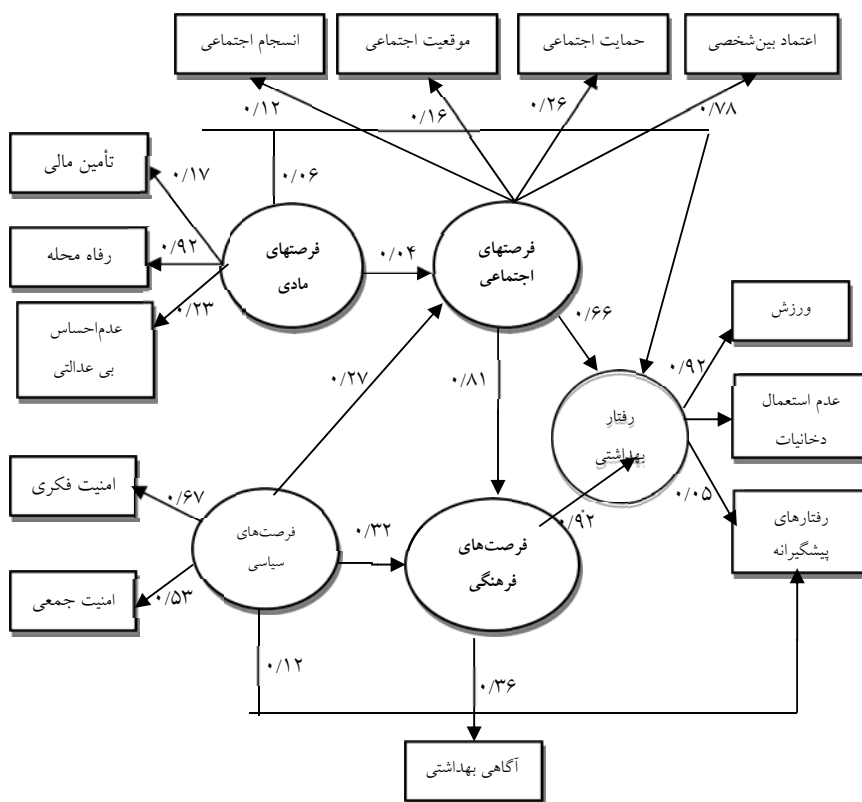 اعتماد بین‌شخصی
حمایت اجتماعی
موقعیت اجتماعی
انسجام اجتماعی
۰/۷۸
۰/۲۶
۰/۱۶
۰/۱۲
تأمین مالی
۰/۱۷
۰/۰۶
رفاه محله
۰/۹۲
فرصتهای
مادی
۰/۰۴
فرصتهای
اجتماعی
عدم‌احساس
بی عدالتی
۰/۲۳
۰/۶۶
ورزش
۰/۲۷
۰/۸۱
۰/۹۲
رفتار
بهداشتی
عدم استعمال
دخانیات
امنیت فکری
۰/۶۷
۰/۰۵
رفتارهای
پیشگیرانه
فرصت‌های
سیاسی
۰/۳۲
فرصت‌های
فرهنگی
۰/۹۲
امنیت جمعی
۰/۵۳
۰/۱۲
۰/۳۶
آگاهی بهداشتی